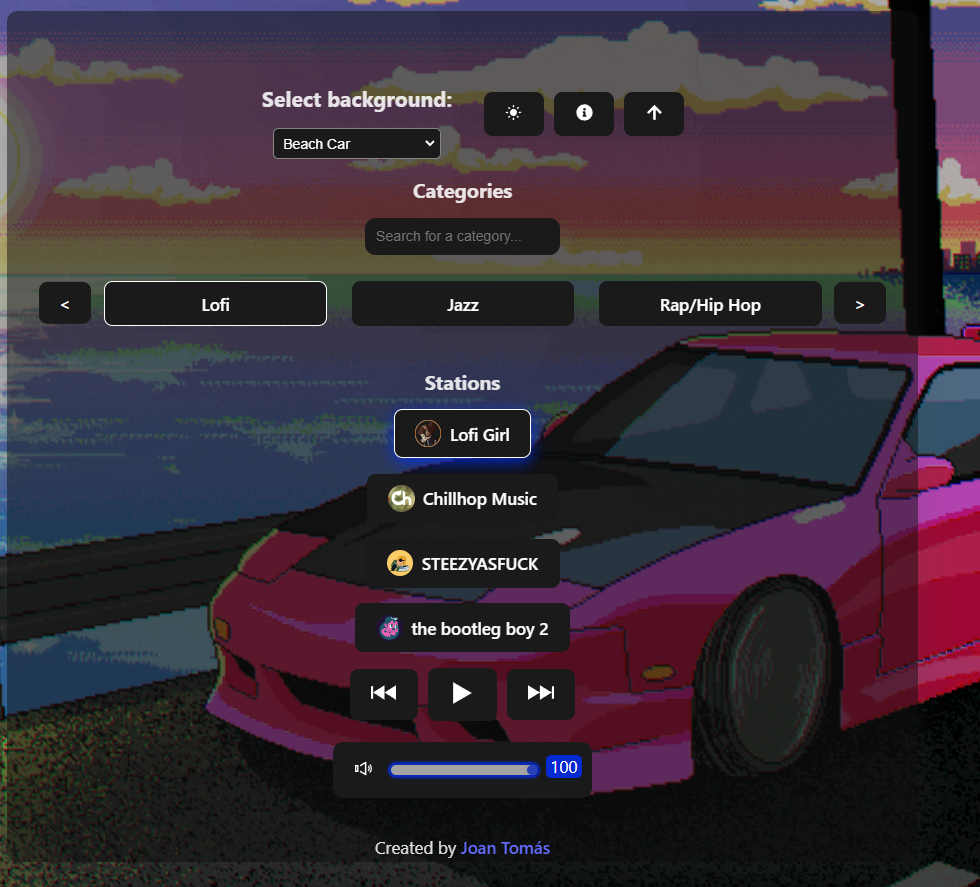 Select background:
Beach Car
Categories
Search for a category...
< Lofi Jazz Rap/Hip Hop >
Stations
Lofi Girl
Ch Chillhop Music
STEEZYASFUCK
the bootleg boy 2
100
Created by Joan Tomás